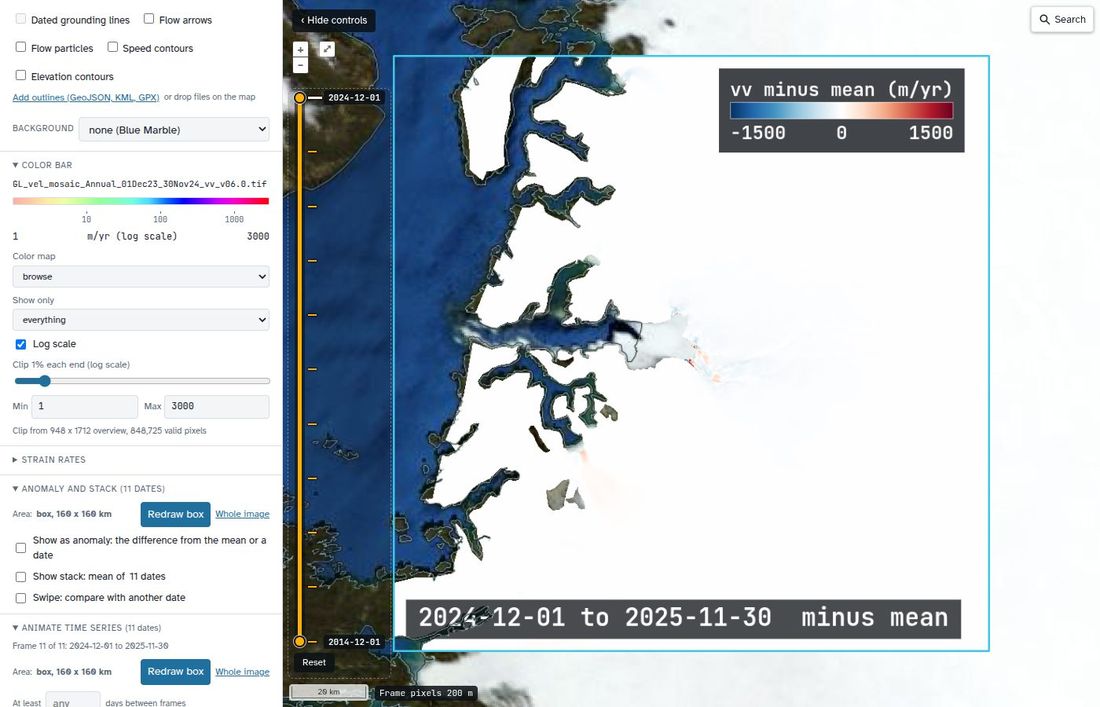 Dated grounding lines
Flow arrows
Flow particles
Speed contours
Elevation contours
Add outlines (GeoJSON, KML, GPX) or drop files on the map
BACKGROUND
none (Blue Marble)
▼ COLOR BAR
GL_vel_mosaic_Annual_01Dec23_30Nov24_vv_v06.0.tif
10 100 1000
1 m/yr (log scale) 3000
Color map
browse
Show only
everything
Log scale
Clip 1% each end (log scale)
Min 1 Max 3000
Clip from 948 x 1712 overview, 848,725 valid pixels
▶ STRAIN RATES
▼ ANOMALY AND STACK (11 DATES)
Area: box, 160 x 160 km
Redraw box
Whole image
Show as anomaly: the difference from the mean or a
date
Show stack: mean of 11 dates
Swipe: compare with another date
▼ ANIMATE TIME SERIES (11 dates)
Frame 11 of 11: 2024-12-01 to 2025-11-30
Area: box, 160 x 160 km
Redraw box
Whole image
At least any days between frames
‹ Hide controls
+
−
2024-12-01
2014-12-01
Reset
20 km
Frame pixels 200 m
Search
vv minus mean (m/yr)
-1500 0 1500
2024-12-01 to 2025-11-30 minus mean